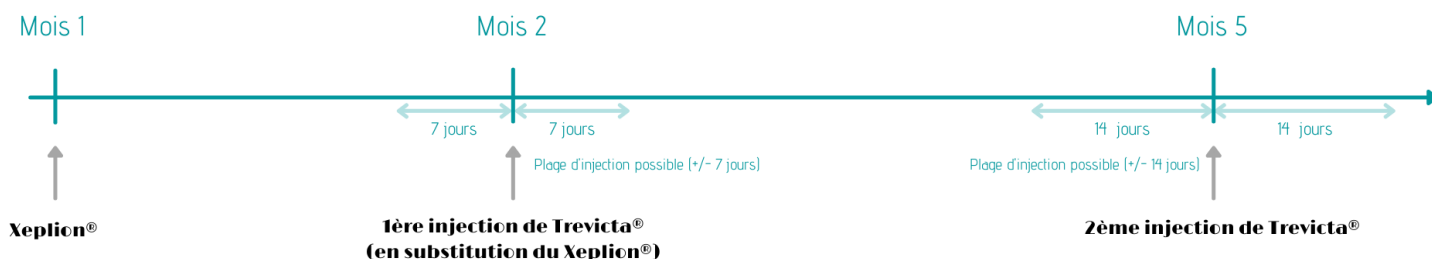 Mois 1
Mois 2
Mois 5
7 jours
7 jours
14 jours
14 jours
Plage d'injection possible (+/- 7 jours)
Plage d'injection possible (+/- 14 jours)
Xeplion®
1ère injection de Trevicta®
(en substitution du Xeplion®)
2ème injection de Trevicta®